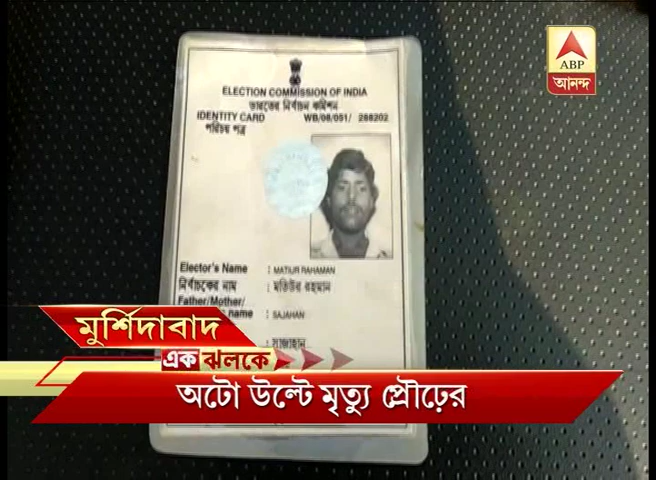 ABP
আনন্দ
ELECTION COMMISSION OF INDIA
ভারতের নির্বাচন কমিশন
IDENTITY CARD WB/08/051/ 288202
পরিচয় পত্র
Elector's Name : MATIUR RAHAMAN
নির্বাচকের নাম : মতিউর রহমান
Father/Mother/
name : SAJAHAN
: সাজাহান
মুর্শিদাবাদ
এক ঝলকে
অটো উল্টে মৃত্যু প্রৌঢ়ের